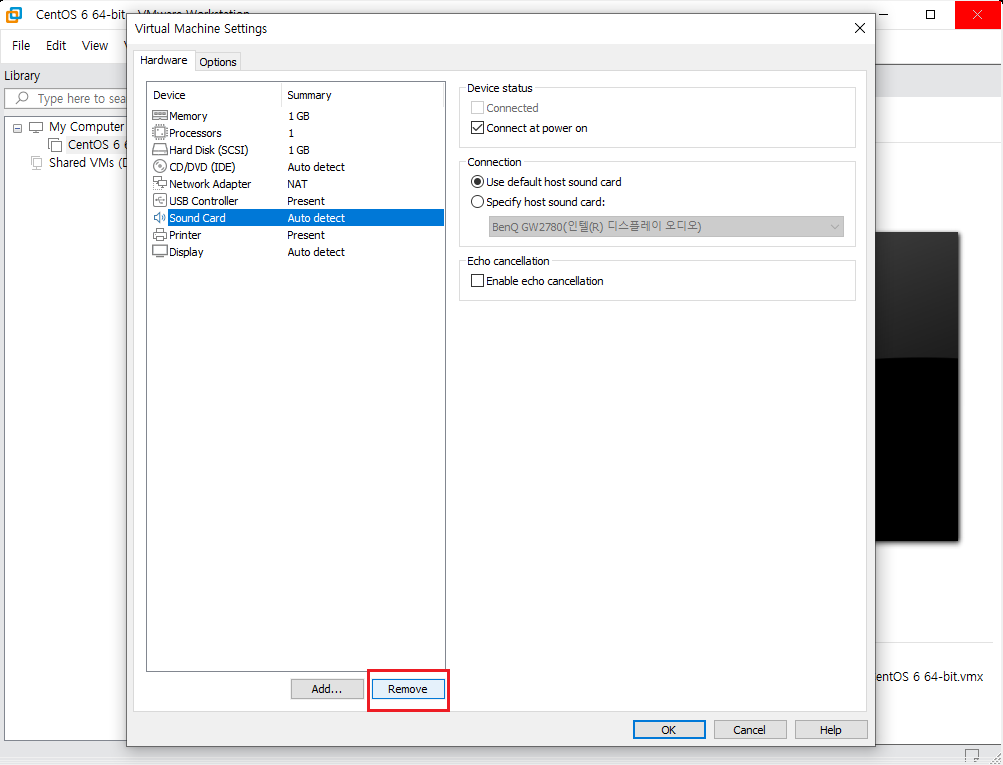 CentOS 6 64-bit - VMware Workstation
File Edit View
Library
Type here to sea
My Computer
CentOS 6 6
Shared VMs (D
Virtual Machine Settings
Hardware Options
Device Summary
Memory 1 GB
Processors 1
Hard Disk (SCSI) 1 GB
CD/DVD (IDE) Auto detect
Network Adapter NAT
USB Controller Present
Sound Card Auto detect
Printer Present
Display Auto detect
Add... Remove
Device status
Connected
Connect at power on
Connection
Use default host sound card
Specify host sound card:
BenQ GW2780(인텔(R) 디스플레이 오디오)
Echo cancellation
Enable echo cancellation
OK Cancel Help
entOS 6 64-bit.vmx